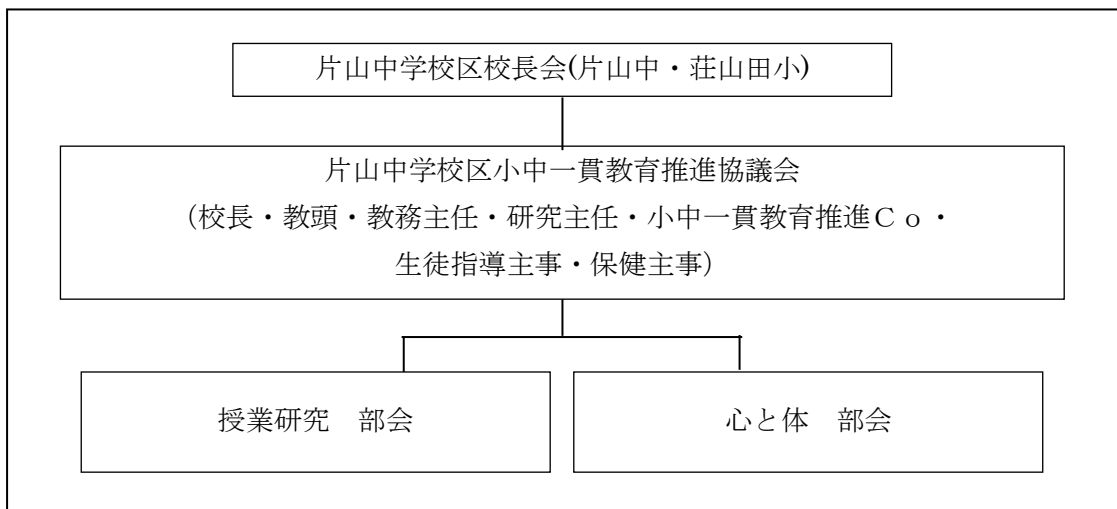 片山中学校区校長会(片山中・荘山田小)
片山中学校区小中一貫教育推進協議会
（校長・教頭・教務主任・研究主任・小中一貫教育推進Ｃｏ・
生徒指導主事・保健主事）
授業研究　部会
心と体　部会